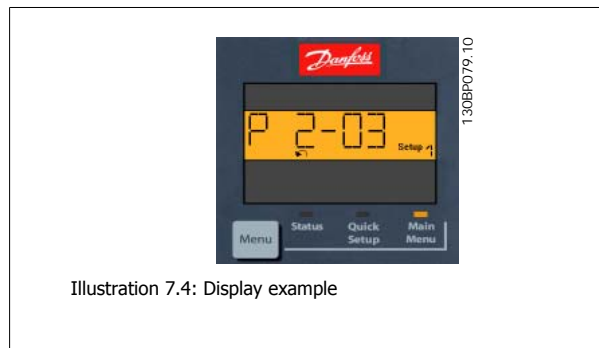 Danfoss
130BP079.10
P 2-03
Setup 1
Status
Quick Setup
Main Menu
Menu
Illustration 7.4: Display example